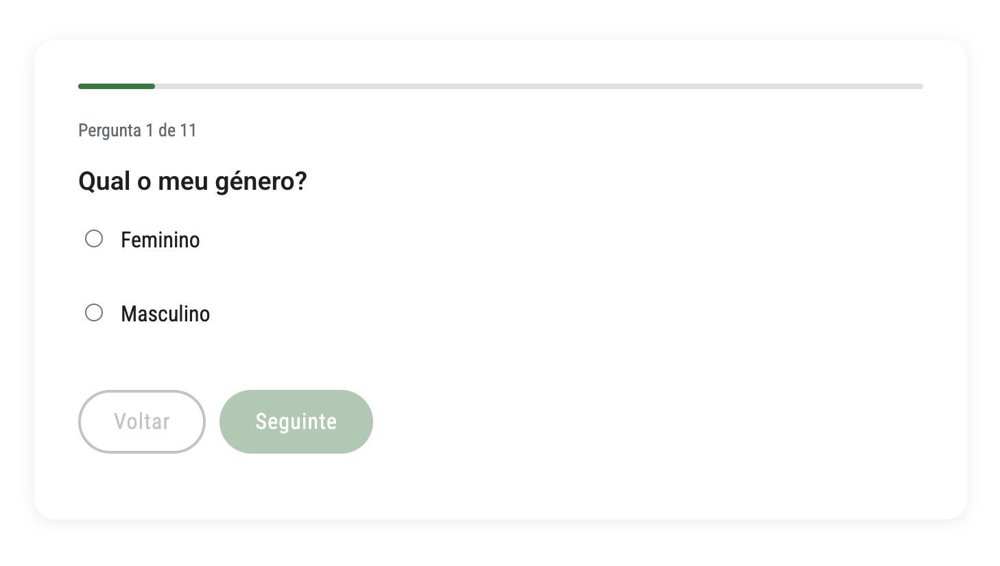 Pergunta 1 de 11
Qual o meu género?
Feminino
Masculino
Voltar
Seguinte